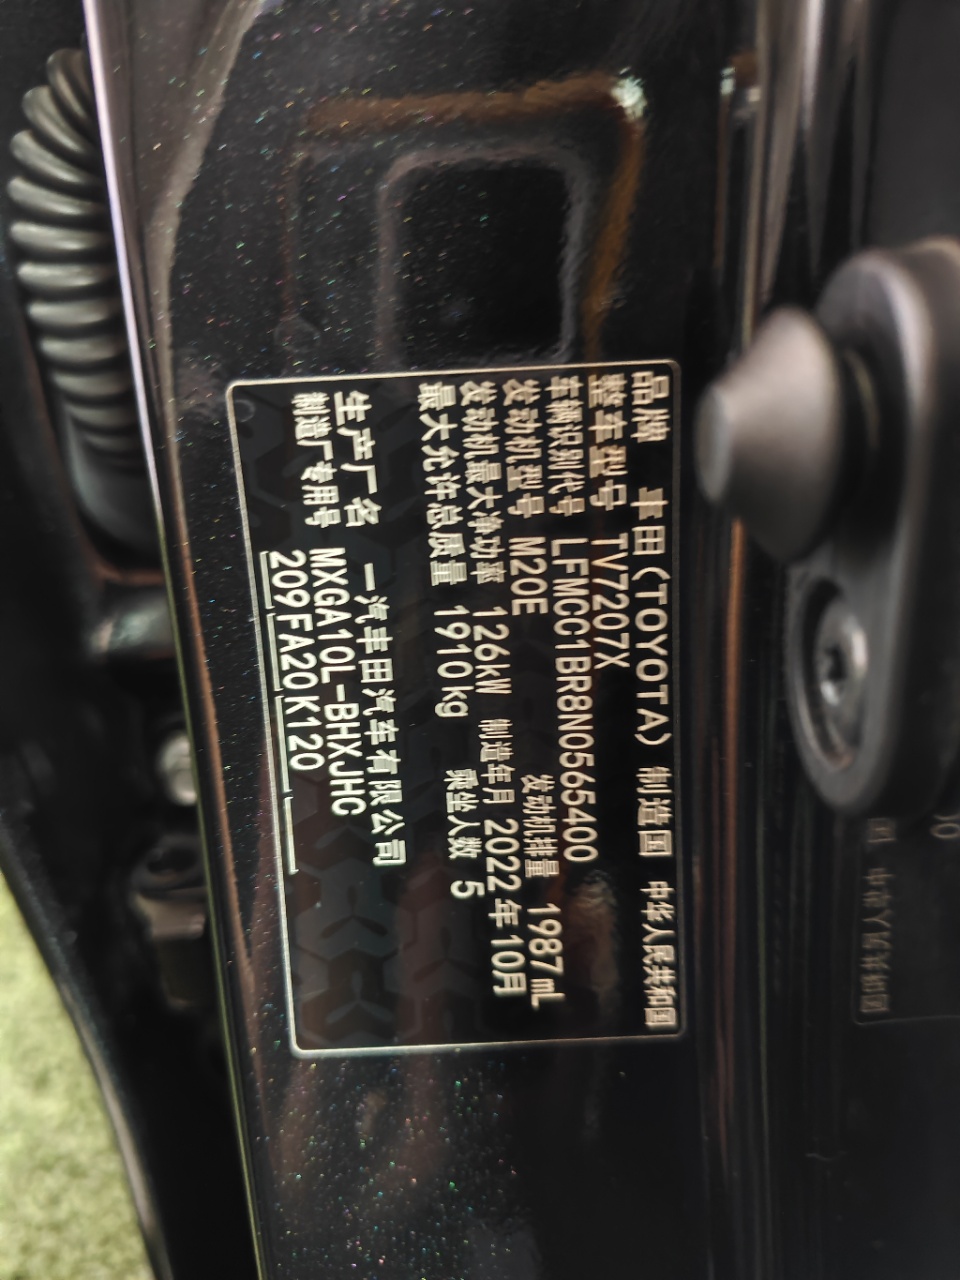 品牌 丰田(TOYOTA) 制造国 中华人民共和国
整车型号 TV7207X
车辆识别代号 LFMCC1BR8N0565400
发动机型号 M20E 发动机排量 1987mL
发动机最大净功率 126kW 制造年月 2022年10月
最大允许总质量 1910kg 乘坐人数 5
生产厂名 一汽丰田汽车有限公司
制造厂专用号 MXGA10L-BHXJHC
209FA20K120